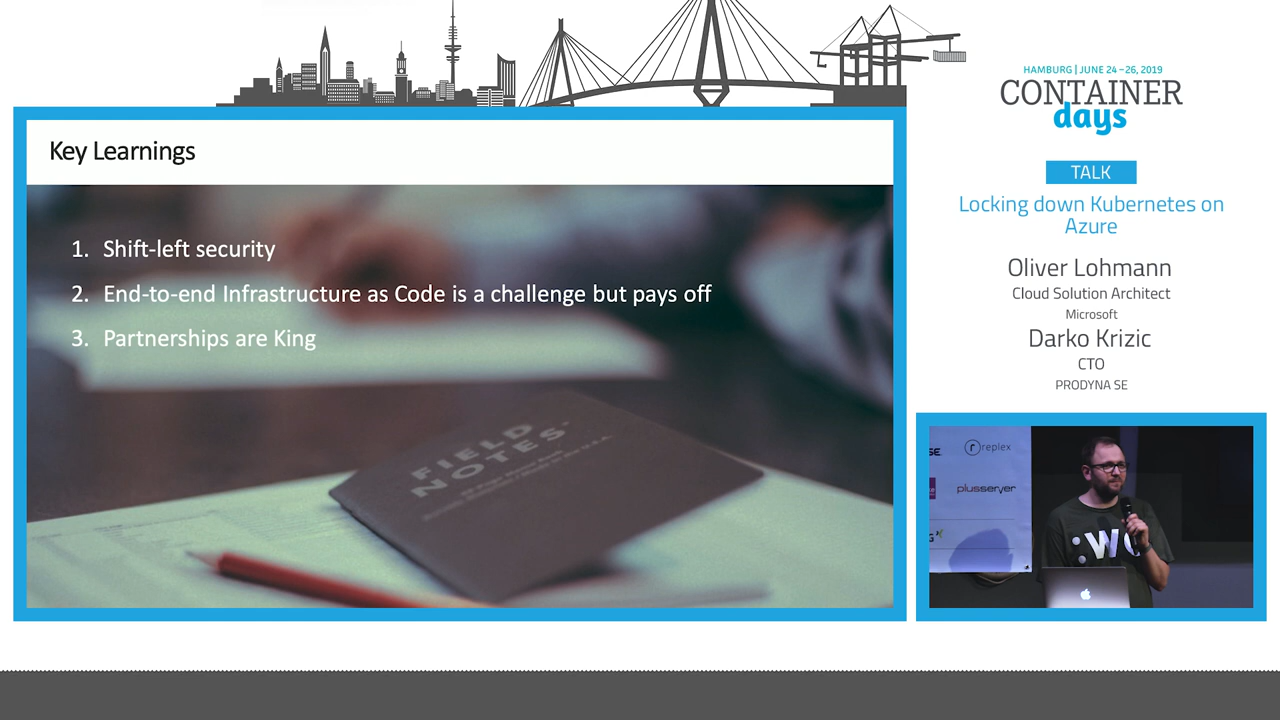 HAMBURG | JUNE 24 – 26, 2019
CONTAINER
days
TALK
Locking down Kubernetes on
Azure
Oliver Lohmann
Cloud Solution Architect
Microsoft
Darko Krizic
CTO
PRODYNA SE
Key Learnings
1. Shift-left security
2. End-to-end Infrastructure as Code is a challenge but pays off
3. Partnerships are King
FIELD
NOTES
replex
plusserver